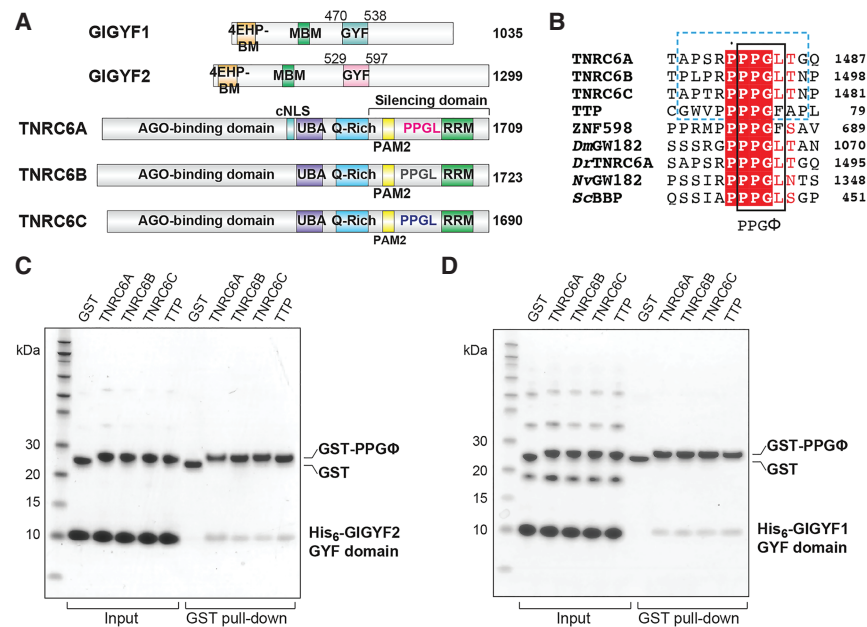 A
GIGYF1
4EHP-
BM
MBM
470
538
GYF
1035
GIGYF2
4EHP-
BM
MBM
529
597
GYF
1299
cNLS
Silencing domain
TNRC6A
AGO-binding domain
UBA
Q-Rich
PPGL
RRM
1709
PAM2
TNRC6B
AGO-binding domain
UBA
Q-Rich
PPGL
RRM
1723
PAM2
TNRC6C
AGO-binding domain
UBA
Q-Rich
PPGL
RRM
1690
PAM2
B
TNRC6A TAPSRPPPGLTGQ 1487
TNRC6B TPLPRPPPGLTNP 1498
TNRC6C TAPTRPPPGLTNP 1481
TTP CGWVPPPPGFAPL 79
ZNF598 PPRMPPPPGFSAV 689
DmGW182 SSSRGPPPGLTAN 1070
DrTNRC6A SAPSRPPPGLTGQ 1495
NvGW182 PSSIRPPPGLNTS 1348
ScBBP QSSIAPPPGLSGP 451
PPGΦ
C
GST
TNRC6A
TNRC6B
TNRC6C
TTP
GST
TNRC6A
TNRC6B
TNRC6C
TTP
kDa
30
20
15
10
GST-PPGΦ
GST
His6-GIGYF2
GYF domain
Input
GST pull-down
D
GST
TNRC6A
TNRC6B
TNRC6C
TTP
GST
TNRC6A
TNRC6B
TNRC6C
TTP
kDa
30
20
15
10
GST-PPGΦ
GST
His6-GIGYF1
GYF domain
Input
GST pull-down